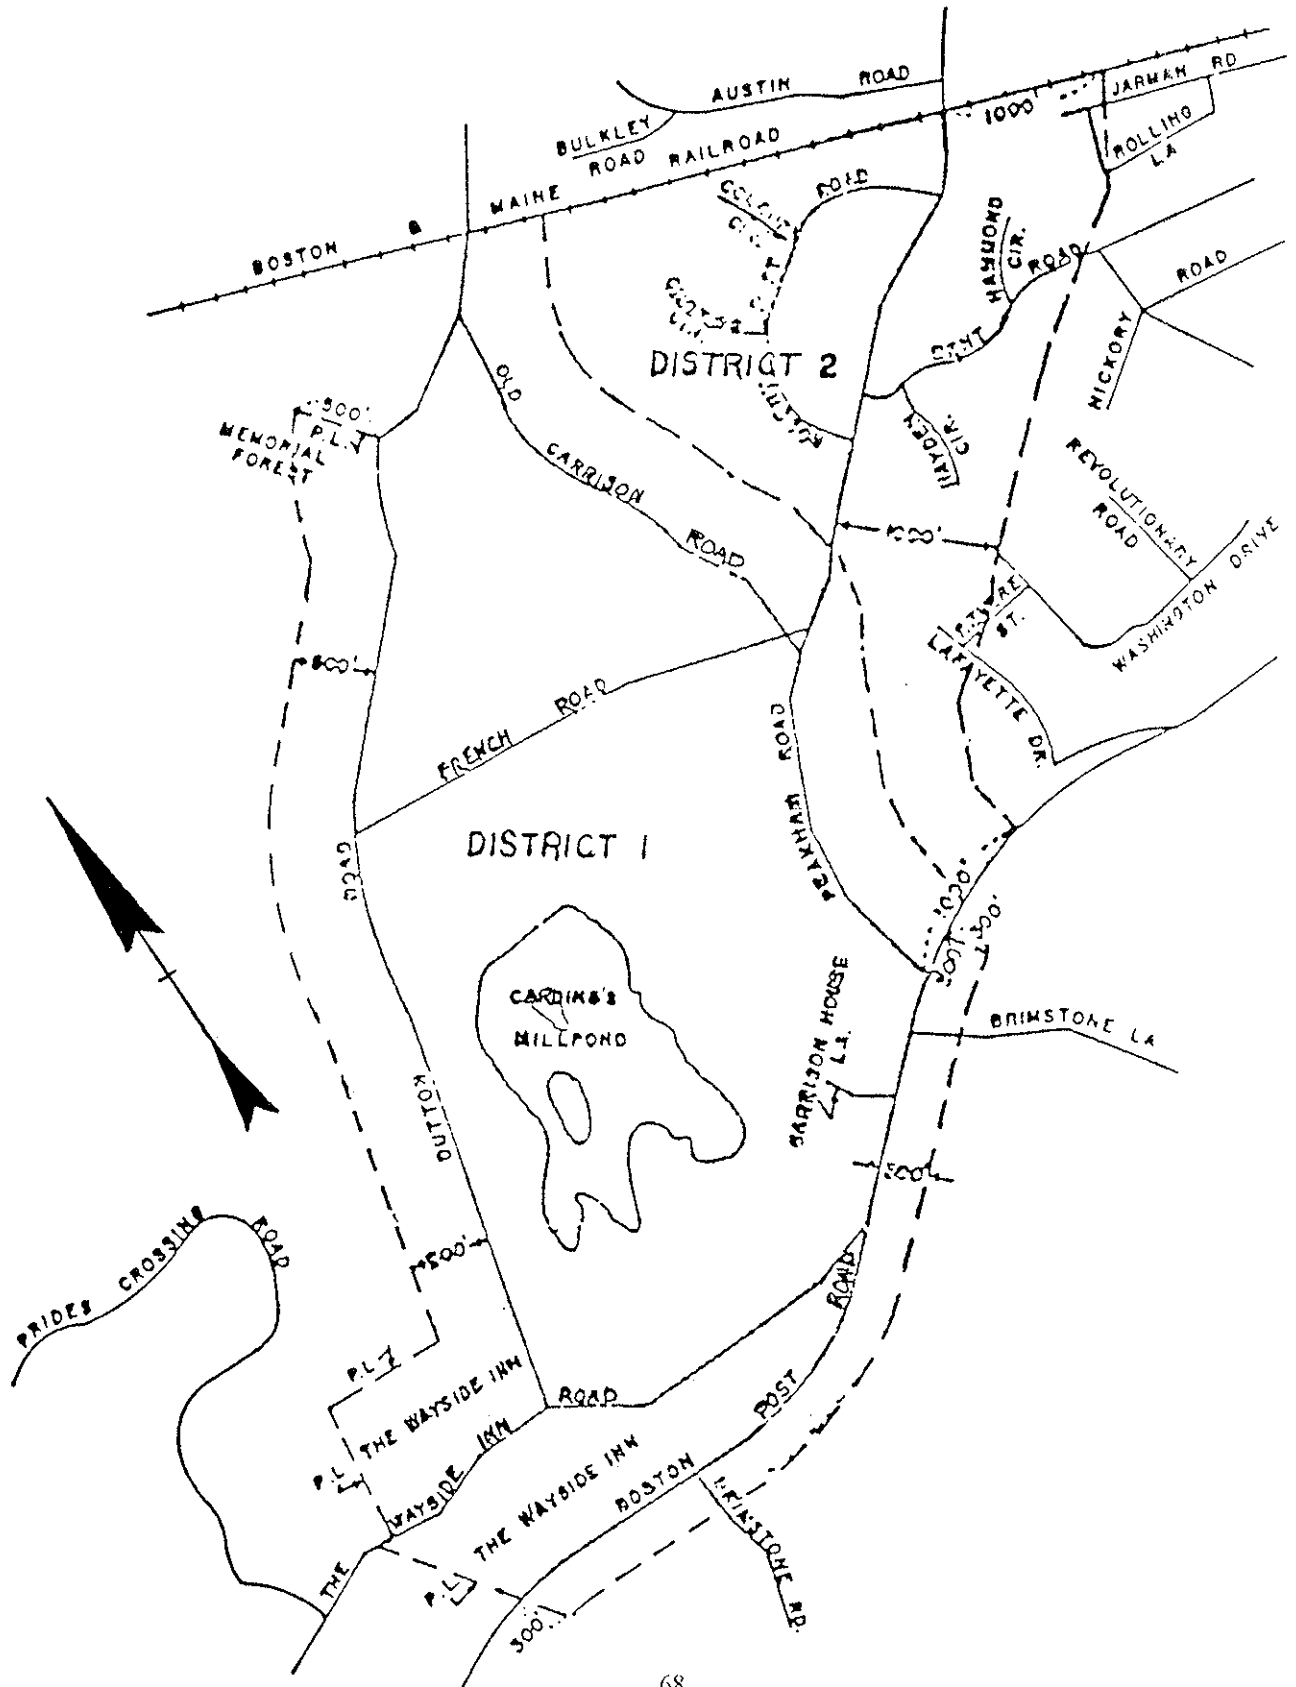 AUSTIN ROAD
JARMAN RD
1000'
BULKLEY
ROAD
ROLLING
LA
BOSTON MAINE RAILROAD
ROAD
HAMMOND
CIR.
ROAD
ROAD
HICKORY
DISTRICT 2
OLD
500'
P.L.
MEMORIAL
FOREST
HAYDEN
CIR.
GARRISON
ROAD
REVOLUTIONARY
ROAD
1000'
WASHINGTON DRIVE
ST.
LAFAYETTE DR.
500'
FRENCH ROAD
PEAKHAM ROAD
DISTRICT 1
ROAD
1000'
500'
MILLPOND
BRIMSTONE LA
GARRISON HOUSE
LA.
DUTTON
500'
500'
PRIDES CROSSING ROAD
ROAD
P.L.
THE WAYSIDE INN
ROAD
P.L.
THE WAYSIDE INN
THE WAYSIDE INN
BOSTON POST
BRIMSTONE RD.
P.L.
500'
68